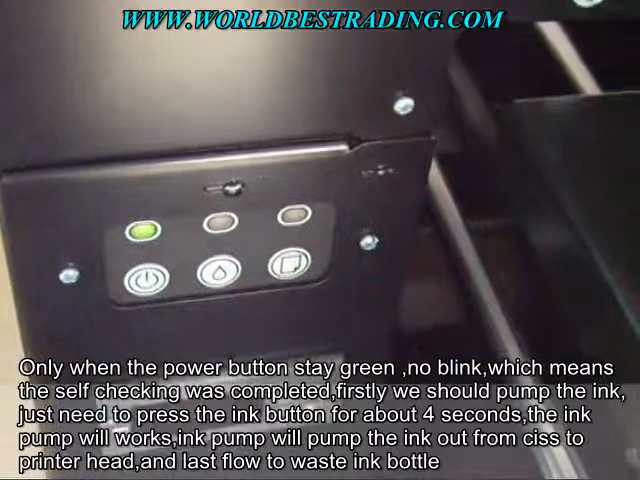 WWW.WORLDBESTRADING.COM
Only when the power button stay green ,no blink,which means
the self checking was completed,firstly we should pump the ink,
just need to press the ink button for about 4 seconds,the ink
pump will works,ink pump will pump the ink out from ciss to
printer head,and last flow to waste ink bottle